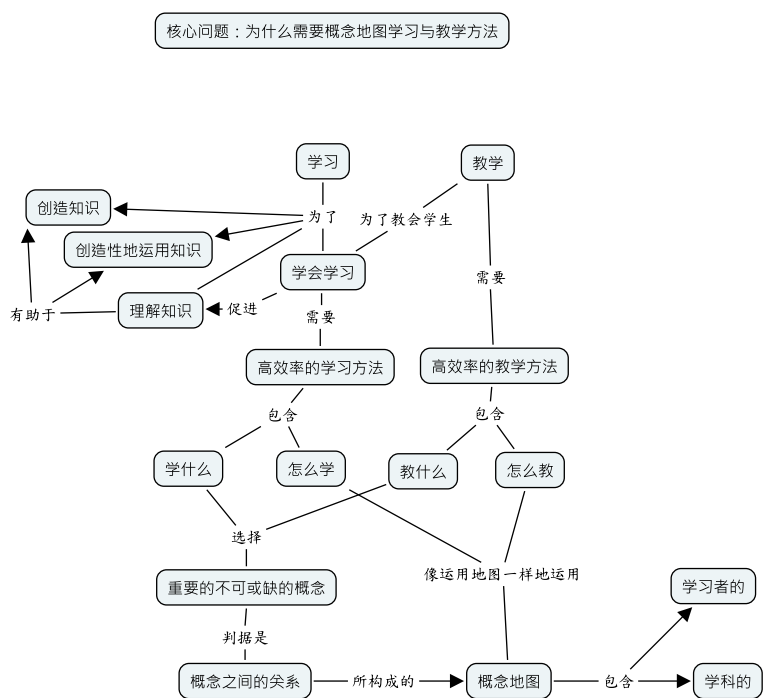 核心问题：为什么需要概念地图学习与教学方法
学习
教学
创造知识
为了
为了教会学生
创造性地运用知识
学会学习
需要
理解知识
促进
有助于
需要
高效率的学习方法
高效率的教学方法
包含
包含
学什么
怎么学
教什么
怎么教
选择
像运用地图一样地运用
重要的不可或缺的概念
学习者的
判据是
概念之间的关系
所构成的
概念地图
包含
学科的